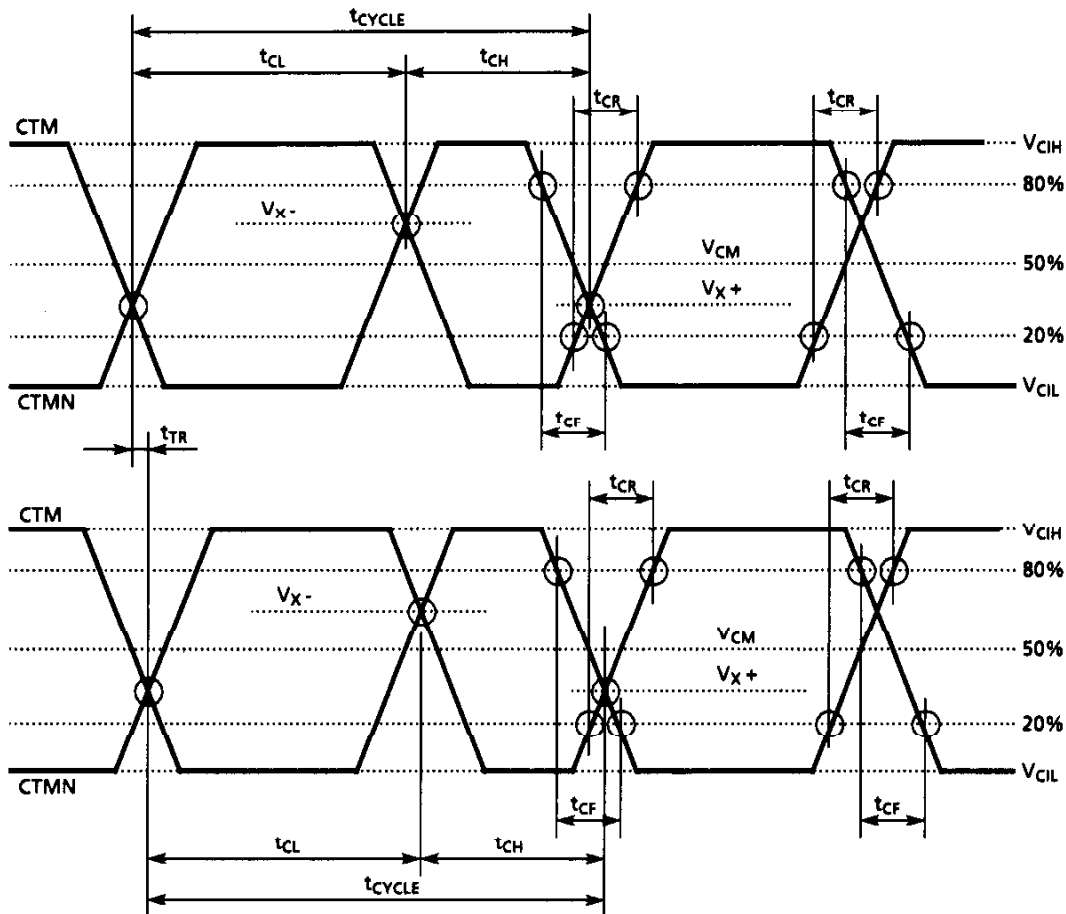 tCYCLE
tCL tCH
tCR tCR
CTM VCIH
80%
VX-
VCM
50%
VX+
20%
CTMN VCIL
tCF tCF
tTR
tCR tCR
CTM VCIH
80%
VX-
VCM
50%
VX+
20%
CTMN VCIL
tCF tCF
tCL tCH
tCYCLE